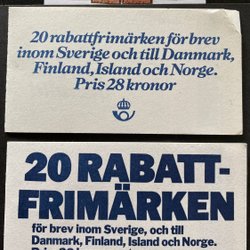 20 rabattfrimärken för brev
inom Sverige och till Danmark,
Finland, Island och Norge.
Pris 28 kronor
20 RABATT-
FRIMÄRKEN
för brev inom Sverige, och till
Danmark, Finland, Island och Norge.